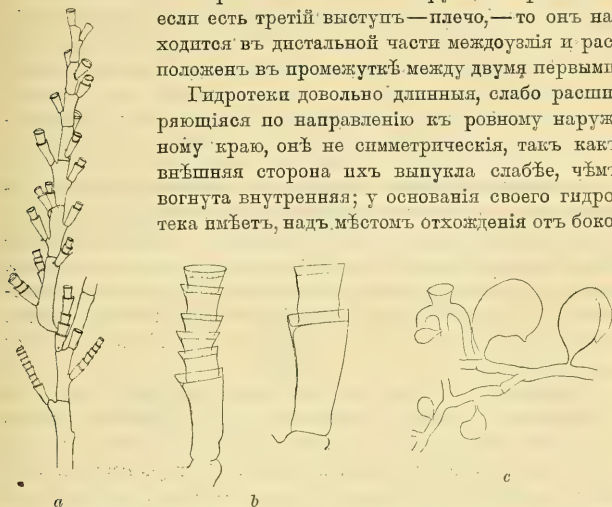 если есть третій выступъ—плечо,—то онъ на
ходится въ дистальной части междоузлія и рас
положенъ въ промежуткѣ между двумя первыми
Гидротеки довольно длинныя, слабо расши
ряющіяся по направленію къ ровному наруж
ному краю, онѣ не симметрическія, такъ какъ
внѣшняя сторона ихъ выпукла слабѣе, чѣмъ
вогнута внутренняя; у основанія своего гидро
тека имѣетъ, надъ мѣстомъ отхожденія отъ боко
a b c